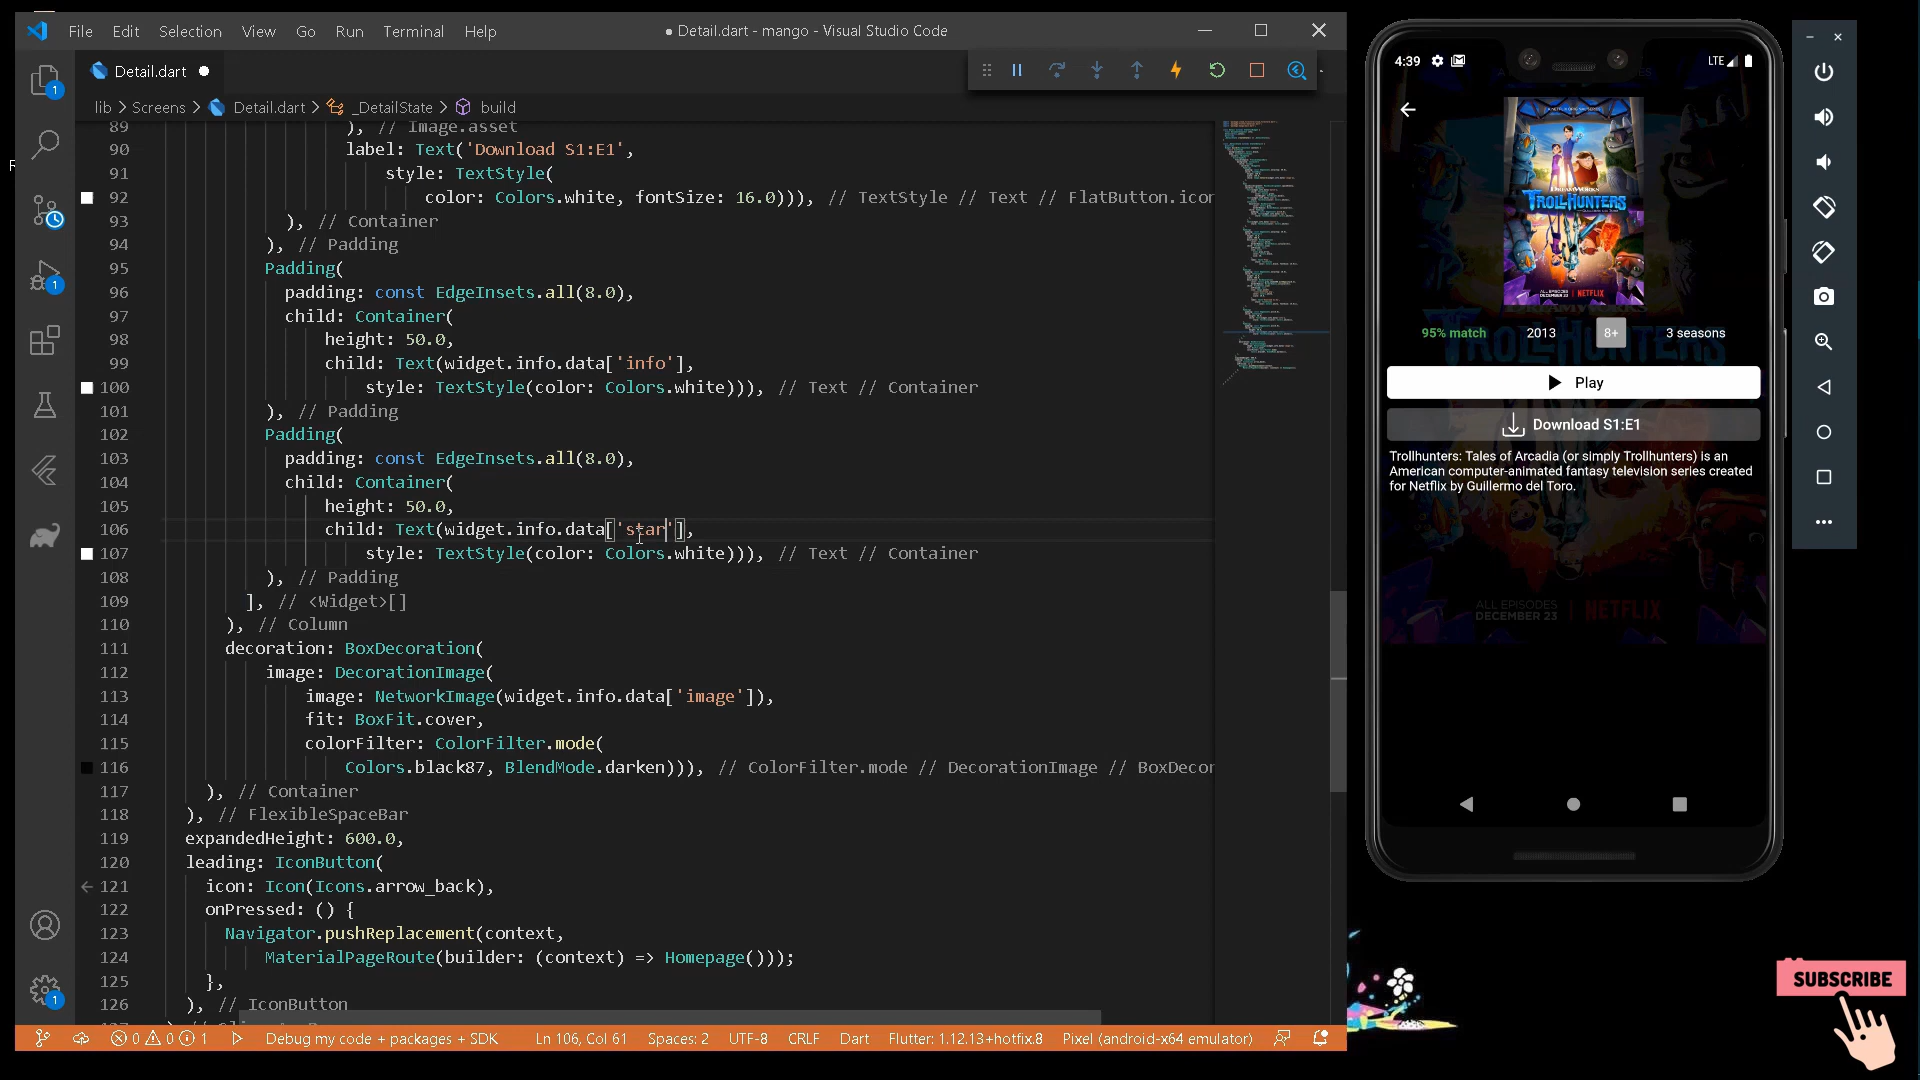 File Edit Selection View Go Run Terminal Help
● Detail.dart - mango - Visual Studio Code
Detail.dart
lib > Screens > Detail.dart > _DetailState > build
89 ), // Image.asset
90 label: Text('Download S1:E1',
91 style: TextStyle(
92 color: Colors.white, fontSize: 16.0))), // TextStyle // Text // FlatButton.icon
93 ), // Container
94 ), // Padding
95 Padding(
96 padding: const EdgeInsets.all(8.0),
97 child: Container(
98 height: 50.0,
99 child: Text(widget.info.data['info'],
100 style: TextStyle(color: Colors.white))), // Text // Container
101 ), // Padding
102 Padding(
103 padding: const EdgeInsets.all(8.0),
104 child: Container(
105 height: 50.0,
106 child: Text(widget.info.data['star'],
107 style: TextStyle(color: Colors.white))), // Text // Container
108 ), // Padding
109 ], // <Widget>[]
110 ), // Column
111 decoration: BoxDecoration(
112 image: DecorationImage(
113 image: NetworkImage(widget.info.data['image']),
114 fit: BoxFit.cover,
115 colorFilter: ColorFilter.mode(
116 Colors.black87, BlendMode.darken))), // ColorFilter.mode // DecorationImage // BoxDecor
117 ), // Container
118 ), // FlexibleSpaceBar
119 expandedHeight: 600.0,
120 leading: IconButton(
121 icon: Icon(Icons.arrow_back),
122 onPressed: () {
123 Navigator.pushReplacement(context,
124 MaterialPageRoute(builder: (context) => Homepage()));
125 },
126 ), // IconButton
0 0 1 Debug my code + packages + SDK Ln 106, Col 61 Spaces: 2 UTF-8 CRLF Dart Flutter: 1.12.13+hotfix.8 Pixel (android-x64 emulator)
1
1
1
4:39 LTE
DREAMWORKS
TROLLHUNTERS
ALL EPISODES
DECEMBER 23 | NETFLIX
95% match 2013 8+ 3 seasons
Play
Download S1:E1
Trollhunters: Tales of Arcadia (or simply Trollhunters) is an
American computer-animated fantasy television series created
for Netflix by Guillermo del Toro.
ALL EPISODES
DECEMBER 23 | NETFLIX
SUBSCRIBE